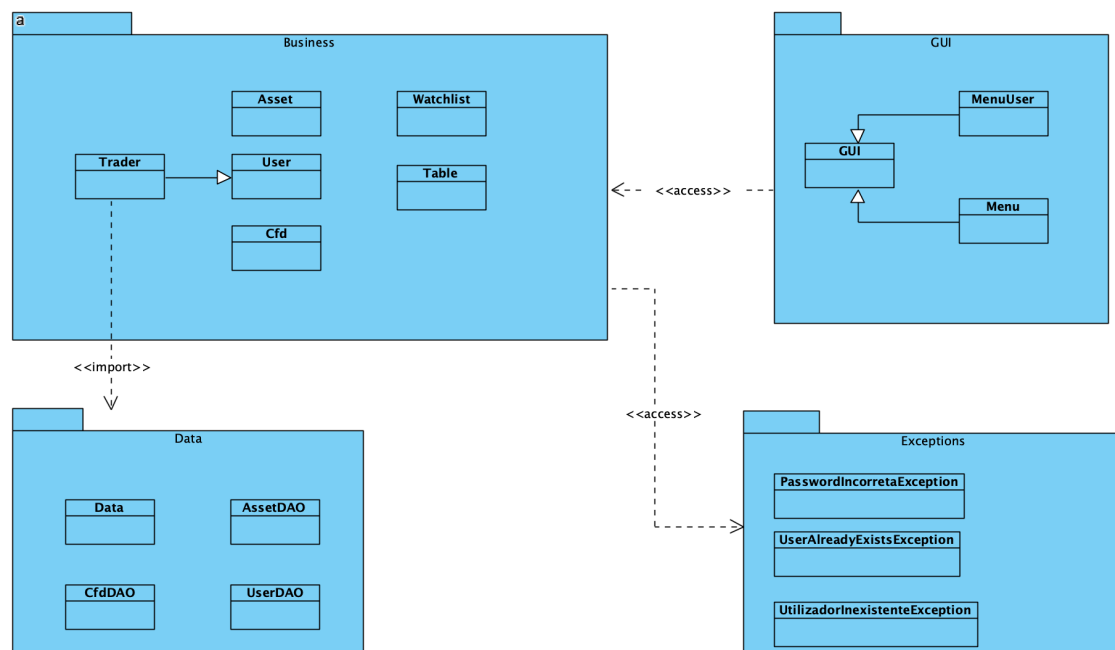 a
Business
Asset
Watchlist
Trader
User
Table
Cfd
GUI
MenuUser
GUI
Menu
<<access>>
<<import>>
<<access>>
Data
Data
AssetDAO
CfdDAO
UserDAO
Exceptions
PasswordIncorretaException
UserAlreadyExistsException
UtilizadorInexistenteException